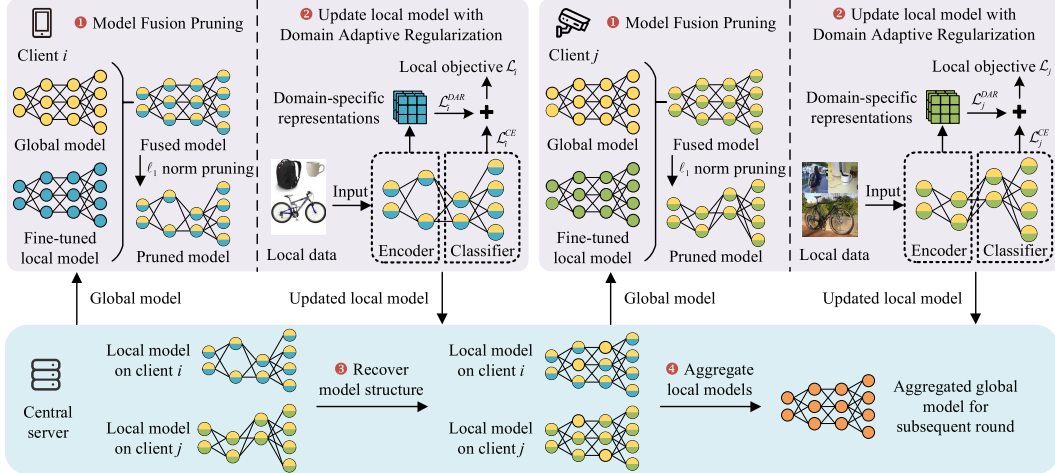 ❶ Model Fusion Pruning
Client i
Global model
Fused model
ℓ₁ norm pruning
Fine-tuned
local model
Pruned model
❷ Update local model with
Domain Adaptive Regularization
Local objective ℒᵢ
Domain-specific
representations
ℒᵢᴰᴬᴿ
ℒᵢᶜᴱ
Input
Local data
Encoder
Classifier
❶ Model Fusion Pruning
Client j
Global model
Fused model
ℓ₁ norm pruning
Fine-tuned
local model
Pruned model
❷ Update local model with
Domain Adaptive Regularization
Local objective ℒⱼ
Domain-specific
representations
ℒⱼᴰᴬᴿ
ℒⱼᶜᴱ
Input
Local data
Encoder
Classifier
Global model
Updated local model
Global model
Updated local model
Central
server
Local model
on client i
Local model
on client j
❸ Recover
model structure
Local model
on client i
Local model
on client j
❹ Aggregate
local models
Aggregated global
model for
subsequent round